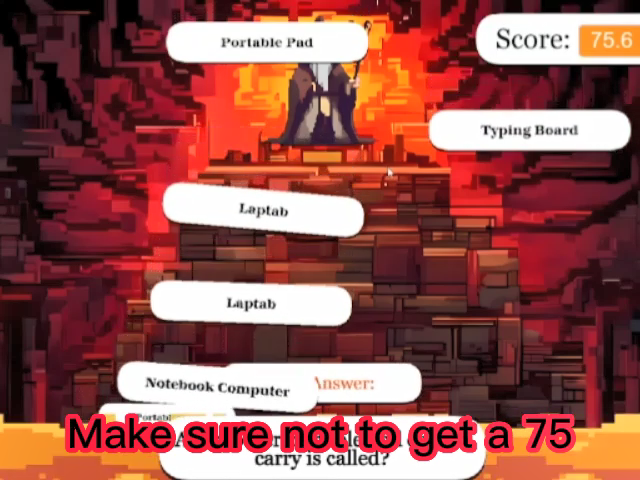 Portable Pad
Score: 75.6
Typing Board
Laptab
Laptab
Notebook Computer
Answer:
Make sure not to get a 75
carry is called?